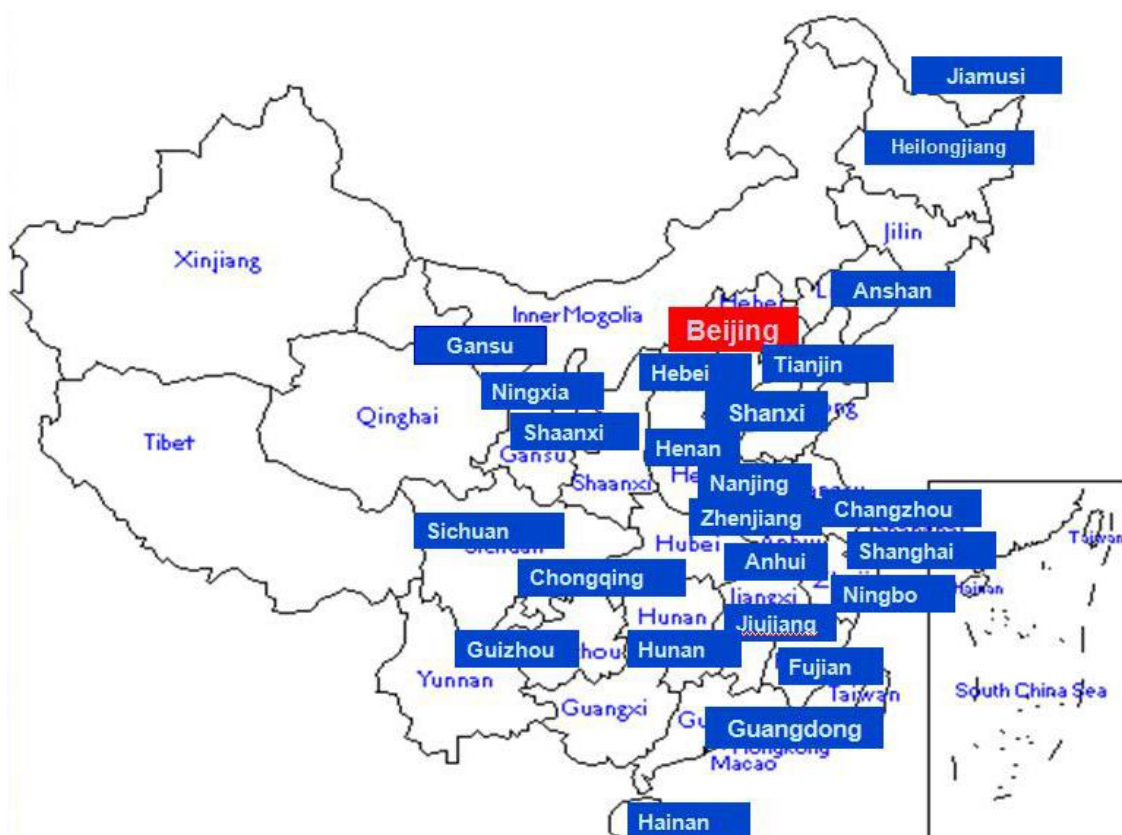 Jiamusi
Heilongjiang
Jilin
Xinjiang
Anshan
Hebei
Inner Mogolia
Beijing
Gansu
Tianjin
Hebei
Ningxia
Qinghai
Shanxi
Shaanxi
Tibet
Henan
Gansu
Shaanxi
Nanjing
Changzhou
Zhenjiang
Sichuan
Taiwan
Hubei
Shanghai
Anhui
Chongqing
Jiangxi
Ningbo
Hunan
Jiujiang
Guizhou
Hunan
Fujian
Yunnan
Taiwan
South China Sea
Guangxi
Guangdong
Hongkong
Macao
Hainan